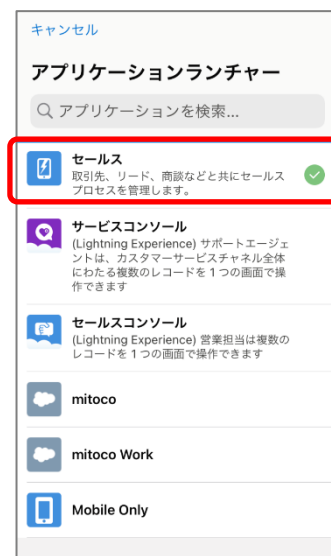 キャンセル
アプリケーションランチャー
アプリケーションを検索...
セールス
取引先、リード、商談などと共にセールス
プロセスを管理します。
サービスコンソール
(Lightning Experience) サポートエージェ
ントは、カスタマーサービスチャネル全体
にわたる複数のレコードを 1 つの画面で操
作できます
セールスコンソール
(Lightning Experience) 営業担当は複数の
レコードを 1 つの画面で操作できます
mitoco
mitoco Work
Mobile Only